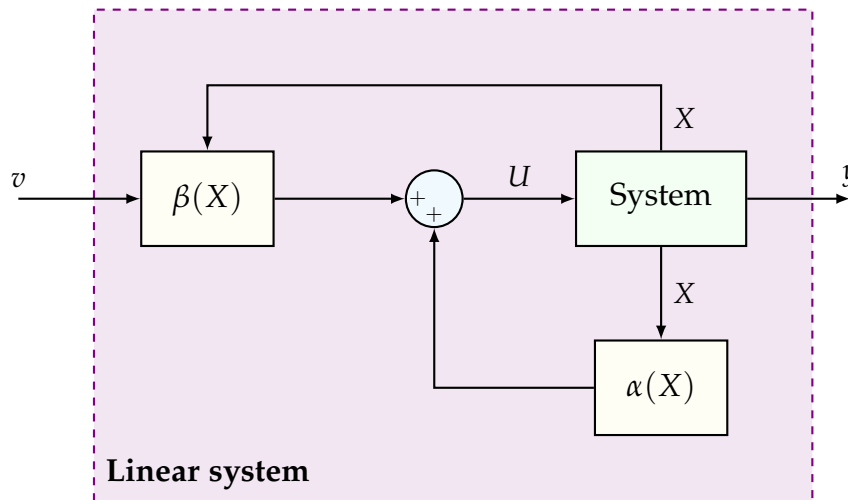 X
v
β(X)
+
+
U
System
y
X
α(X)
Linear system